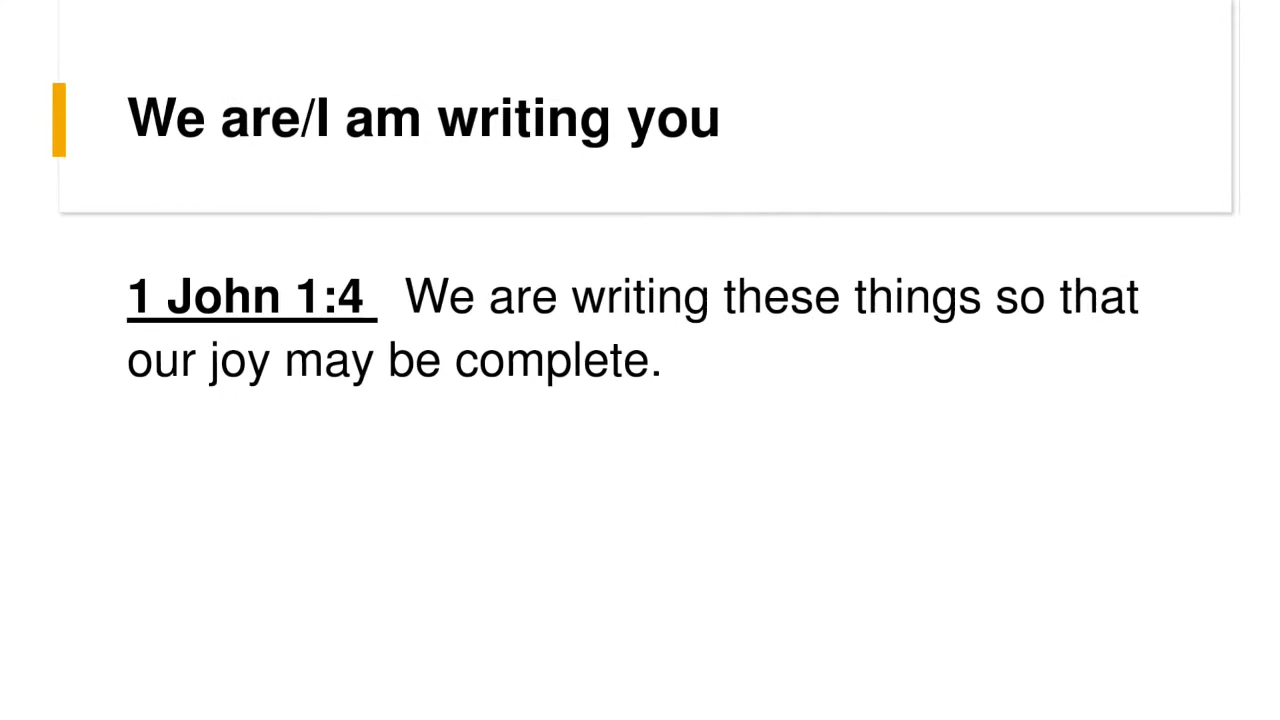 We are/I am writing you
1 John 1:4 We are writing these things so that
our joy may be complete.